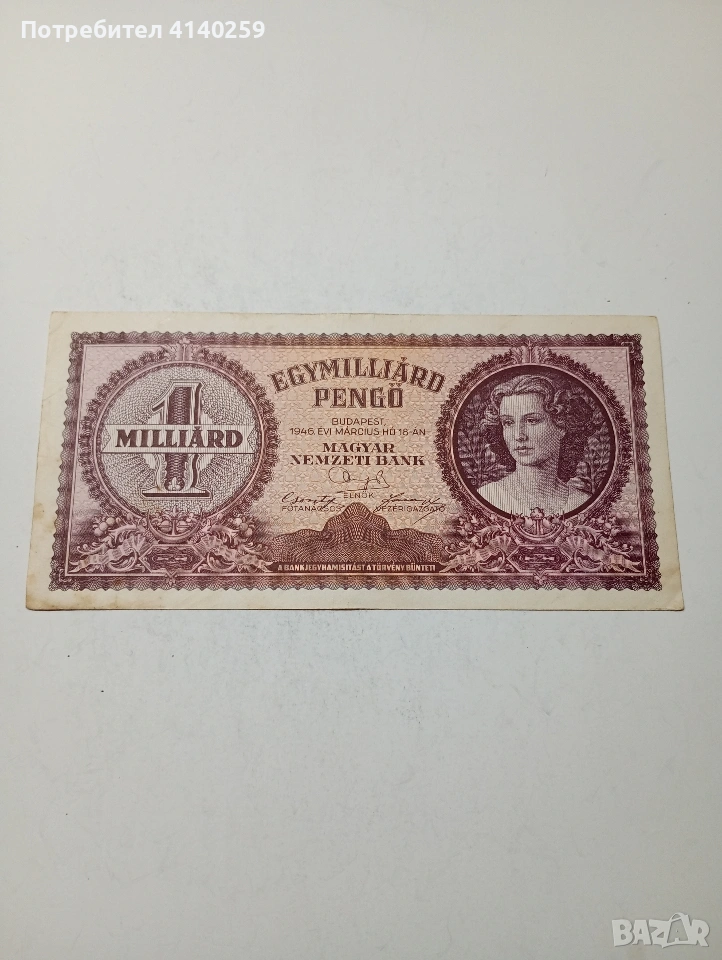 Потребител 4140259
1
MILLIÁRD
EGYMILLIÁRD
PENGŐ
BUDAPEST,
1946. ÉVI MÁRCIUS HÓ 18-ÁN
MAGYAR
NEMZETI BANK
ELNÖK
FŐTANÁCSOS VEZÉRIGAZGATÓ
A BANKJEGYHAMISÍTÁST A TÖRVÉNY BÜNTETI
BAZAR